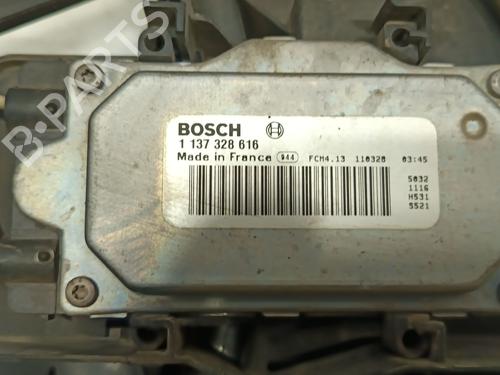 BOSCH
1 137 328 616
Made in France 944 FCM4.13 110328 03:45
5032
1116
H531
5521
B-PARTS